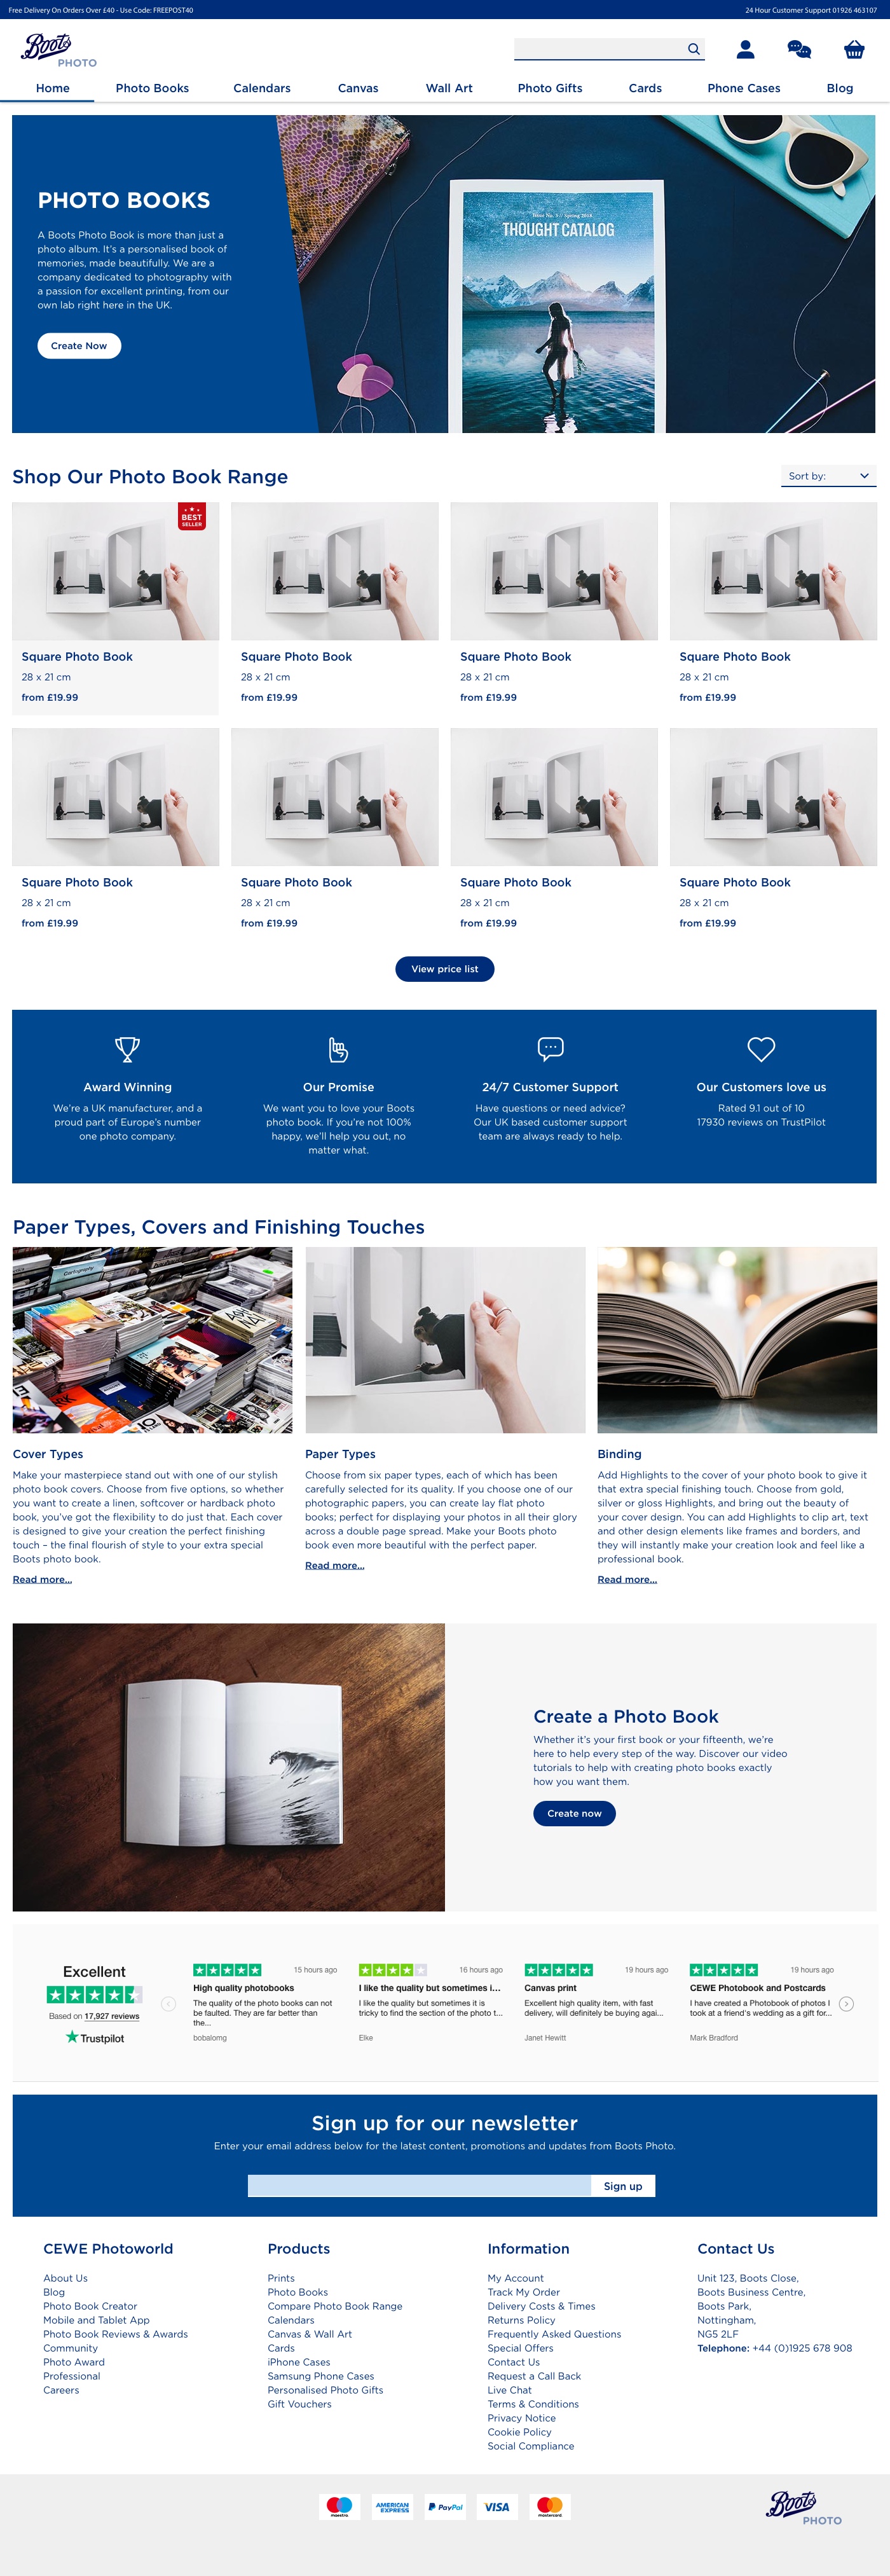 Free Delivery On Orders Over £40 - Use Code: FREEPOST40
24 Hour Customer Support 01926 463107
Boots
PHOTO
Home
Photo Books
Calendars
Canvas
Wall Art
Photo Gifts
Cards
Phone Cases
Blog
PHOTO BOOKS
A Boots Photo Book is more than just a
photo album. It's a personalised book of
memories, made beautifully. We are a
company dedicated to photography with
a passion for excellent printing, from our
own lab right here in the UK.
Create Now
Issue No. 3 // Spring 2018
THOUGHT CATALOG
Shop Our Photo Book Range
Sort by:
BEST
SELLER
Square Photo Book
28 x 21 cm
from £19.99
Square Photo Book
28 x 21 cm
from £19.99
Square Photo Book
28 x 21 cm
from £19.99
Square Photo Book
28 x 21 cm
from £19.99
Square Photo Book
28 x 21 cm
from £19.99
Square Photo Book
28 x 21 cm
from £19.99
Square Photo Book
28 x 21 cm
from £19.99
Square Photo Book
28 x 21 cm
from £19.99
View price list
Award Winning
We're a UK manufacturer, and a
proud part of Europe's number
one photo company.
Our Promise
We want you to love your Boots
photo book. If you're not 100%
happy, we'll help you out, no
matter what.
24/7 Customer Support
Have questions or need advice?
Our UK based customer support
team are always ready to help.
Our Customers love us
Rated 9.1 out of 10
17930 reviews on TrustPilot
Paper Types, Covers and Finishing Touches
Cartography
Cover Types
Make your masterpiece stand out with one of our stylish
photo book covers. Choose from five options, so whether
you want to create a linen, softcover or hardback photo
book, you've got the flexibility to do just that. Each cover
is designed to give your creation the perfect finishing
touch – the final flourish of style to your extra special
Boots photo book.
Read more...
Paper Types
Choose from six paper types, each of which has been
carefully selected for its quality. If you choose one of our
photographic papers, you can create lay flat photo
books; perfect for displaying your photos in all their glory
across a double page spread. Make your Boots photo
book even more beautiful with the perfect paper.
Read more...
Binding
Add Highlights to the cover of your photo book to give it
that extra special finishing touch. Choose from gold,
silver or gloss Highlights, and bring out the beauty of
your cover design. You can add Highlights to clip art, text
and other design elements like frames and borders, and
they will instantly make your creation look and feel like a
professional book.
Read more...
Create a Photo Book
Whether it's your first book or your fifteenth, we're
here to help every step of the way. Discover our video
tutorials to help with creating photo books exactly
how you want them.
Create now
Excellent
Based on 17,927 reviews
Trustpilot
15 hours ago
High quality photobooks
The quality of the photo books can not
be faulted. They are far better than
the...
bobalomg
16 hours ago
I like the quality but sometimes i...
I like the quality but sometimes it is
tricky to find the section of the photo t...
Elke
19 hours ago
Canvas print
Excellent high quality item, with fast
delivery, will definitely be buying agai...
Janet Hewitt
19 hours ago
CEWE Photobook and Postcards
I have created a Photobook of photos I
took at a friend's wedding as a gift for...
Mark Bradford
Sign up for our newsletter
Enter your email address below for the latest content, promotions and updates from Boots Photo.
Sign up
CEWE Photoworld
About Us
Blog
Photo Book Creator
Mobile and Tablet App
Photo Book Reviews & Awards
Community
Photo Award
Professional
Careers
Products
Prints
Photo Books
Compare Photo Book Range
Calendars
Canvas & Wall Art
Cards
iPhone Cases
Samsung Phone Cases
Personalised Photo Gifts
Gift Vouchers
Information
My Account
Track My Order
Delivery Costs & Times
Returns Policy
Frequently Asked Questions
Special Offers
Contact Us
Request a Call Back
Live Chat
Terms & Conditions
Privacy Notice
Cookie Policy
Social Compliance
Contact Us
Unit 123, Boots Close,
Boots Business Centre,
Boots Park,
Nottingham,
NG5 2LF
Telephone: +44 (0)1925 678 908
maestro
AMERICAN
EXPRESS
PayPal
VISA
mastercard
Boots
PHOTO